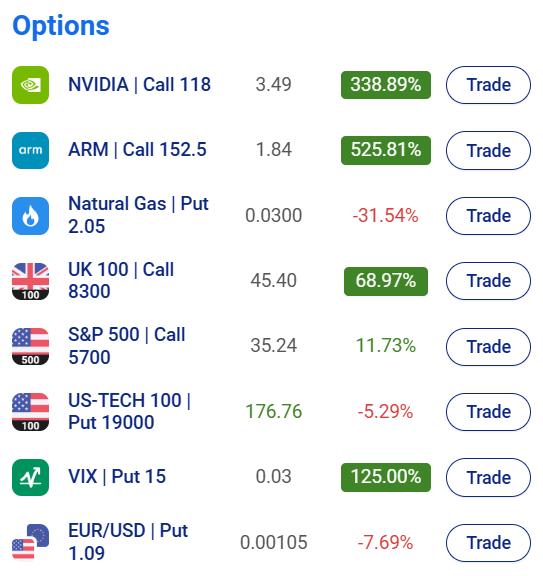 Options
NVIDIA | Call 118 3.49 338.89% Trade
arm ARM | Call 152.5 1.84 525.81% Trade
Natural Gas | Put
2.05 0.0300 -31.54% Trade
UK 100 | Call
8300 45.40 68.97% Trade
100
S&P 500 | Call
5700 35.24 11.73% Trade
500
US-TECH 100 |
Put 19000 176.76 -5.29% Trade
100
VIX | Put 15 0.03 125.00% Trade
EUR/USD | Put
1.09 0.00105 -7.69% Trade